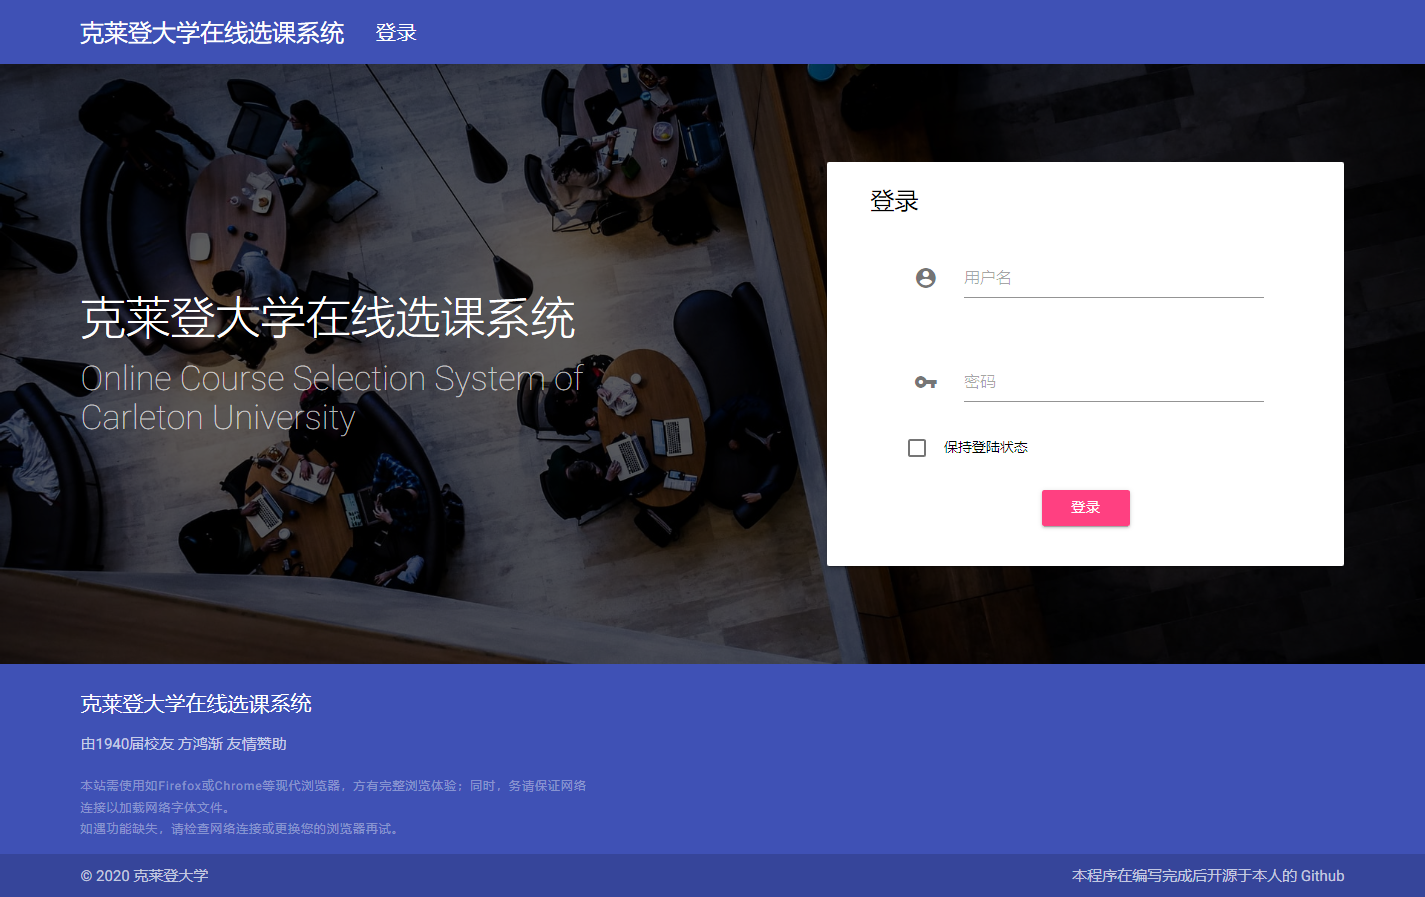 克莱登大学在线选课系统 登录
克莱登大学在线选课系统
Online Course Selection System of
Carleton University
登录
用户名
密码
保持登陆状态
登录
克莱登大学在线选课系统
由1940届校友 方鸿渐 友情赞助
本站需使用如Firefox或Chrome等现代浏览器，方有完整浏览体验；同时，务请保证网络
连接以加载网络字体文件。
如遇功能缺失，请检查网络连接或更换您的浏览器再试。
© 2020 克莱登大学
本程序在编写完成后开源于本人的 Github